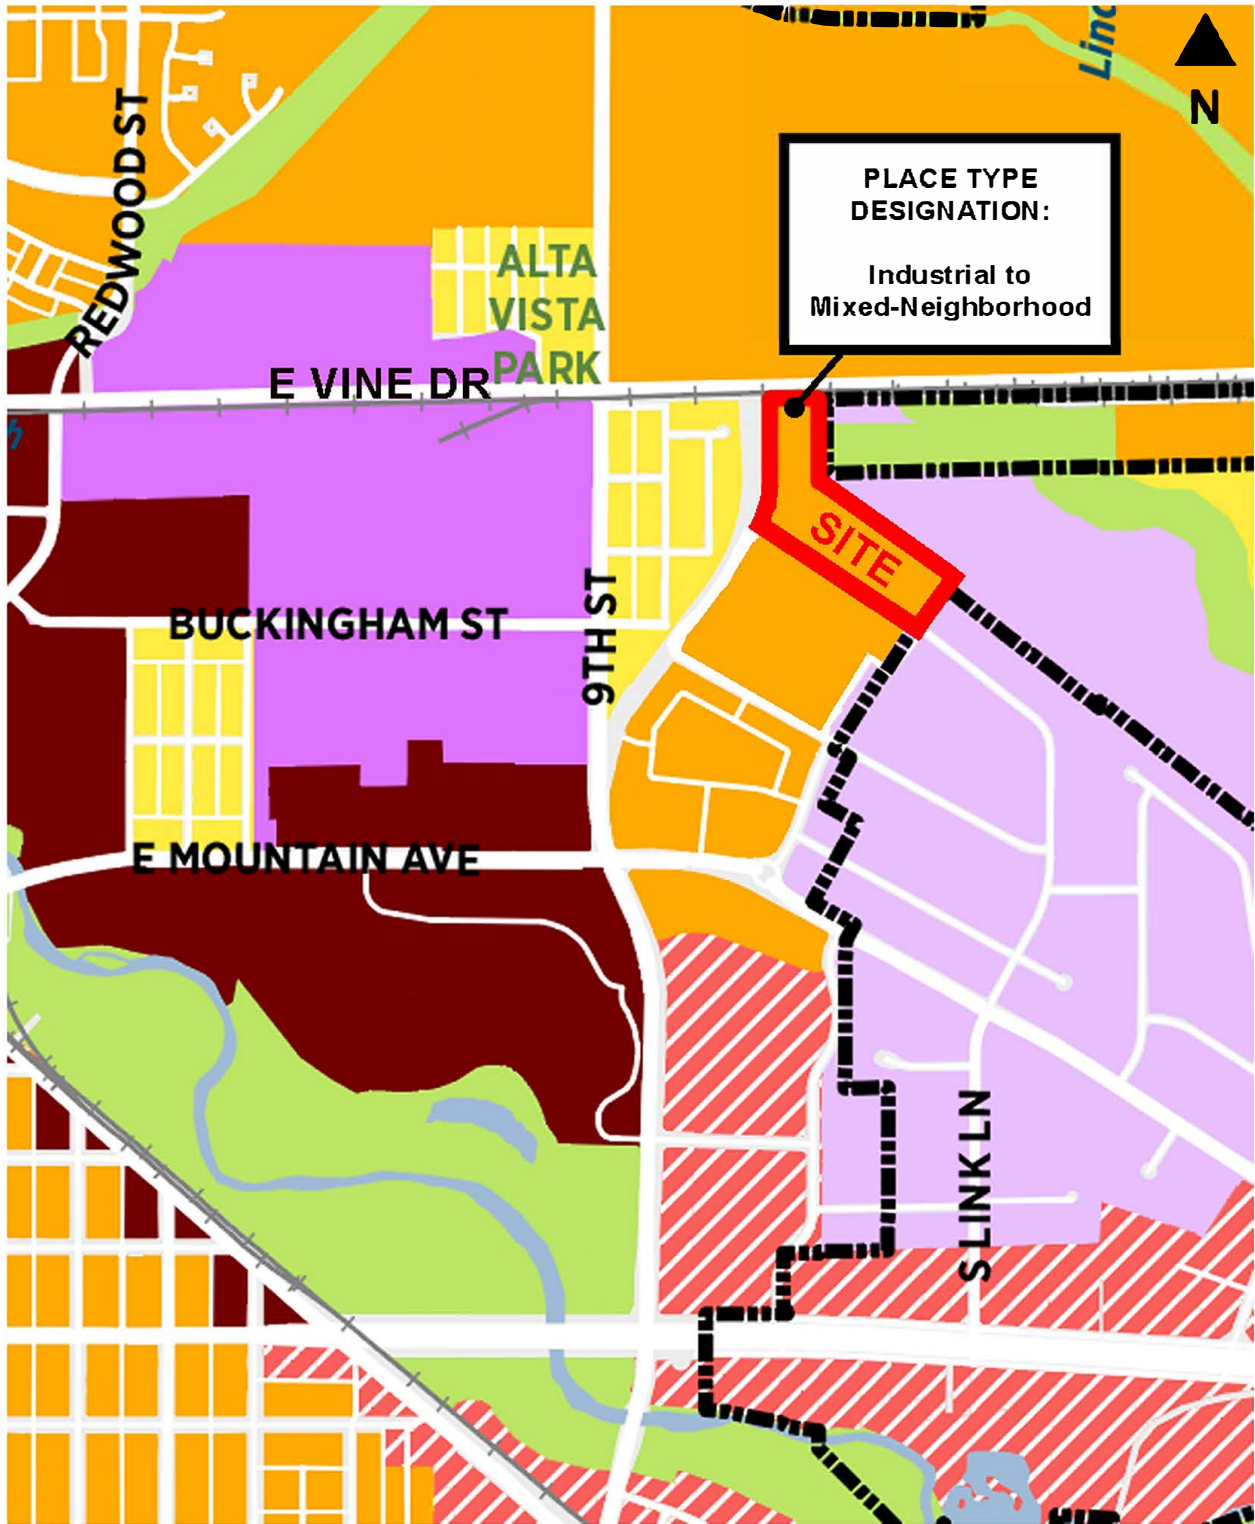 Linc
N
REDWOOD ST
PLACE TYPE
DESIGNATION:
Industrial to
Mixed-Neighborhood
ALTA
VISTA
PARK
E VINE DR
SITE
BUCKINGHAM ST
9TH ST
E MOUNTAIN AVE
S LINK LN